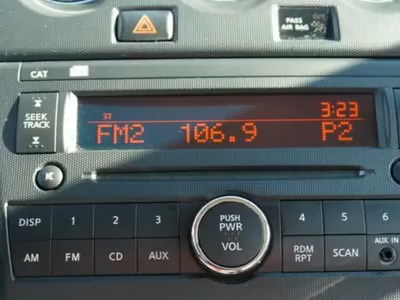 PASS
AIR BAG
CAT
SEEK
TRACK
ST
3:23
FM2 106.9 P2
DISP 1 2 3
PUSH
PWR
VOL
4 5 6
AM FM CD AUX
RDM
RPT
SCAN
AUX IN